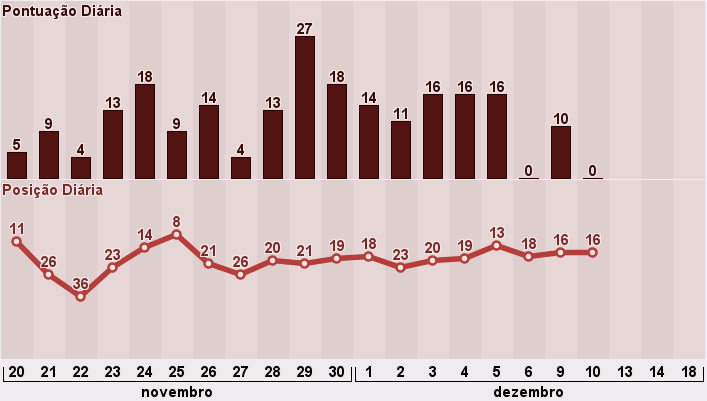 Pontuação Diária
5 9 4 13 18 9 14 4 13 27 18 14 11 16 16 16 0 10 0
Posição Diária
11 26 36 23 14 8 21 26 20 21 19 18 23 20 19 13 18 16 16
20 21 22 23 24 25 26 27 28 29 30 1 2 3 4 5 6 9 10 13 14 18
novembro dezembro